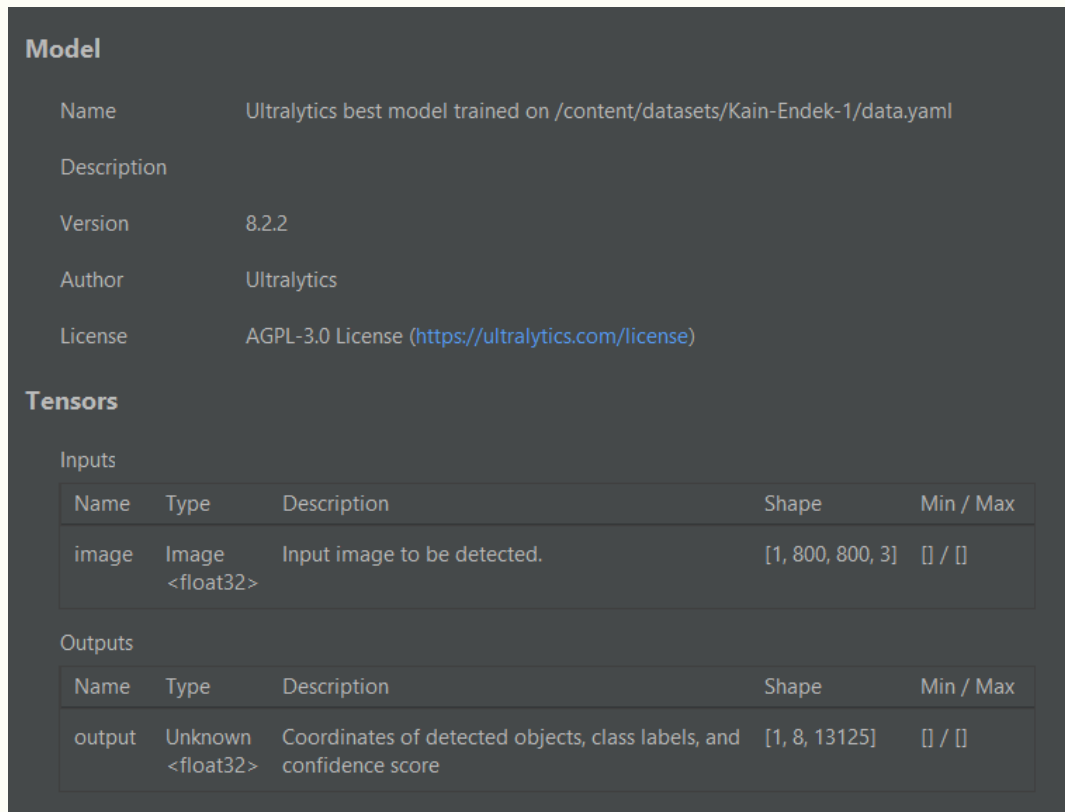 Model
Name Ultralytics best model trained on /content/datasets/Kain-Endek-1/data.yaml
Description
Version 8.2.2
Author Ultralytics
License AGPL-3.0 License (https://ultralytics.com/license)
Tensors
Inputs
Name Type Description Shape Min / Max
image Image Input image to be detected. [1, 800, 800, 3] [] / []
<float32>
Outputs
Name Type Description Shape Min / Max
output Unknown Coordinates of detected objects, class labels, and [1, 8, 13125] [] / []
<float32> confidence score